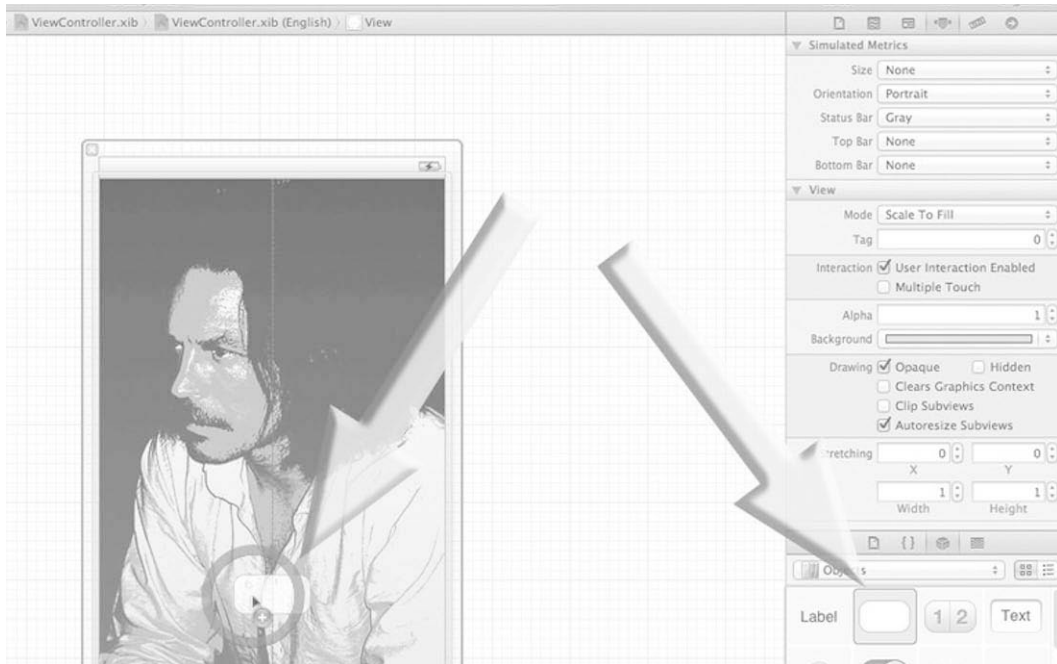 ViewController.xib
ViewController.xib (English)
View
Simulated Metrics
Size None
Orientation Portrait
Status Bar Gray
Top Bar None
Bottom Bar None
View
Mode Scale To Fill
Tag 0
Interaction User Interaction Enabled
Multiple Touch
Alpha 1
Background
Drawing Opaque Hidden
Clears Graphics Context
Clip Subviews
Autoresize Subviews
0 0
X Y
1 1
Width Height
{}
Label 1 2 Text